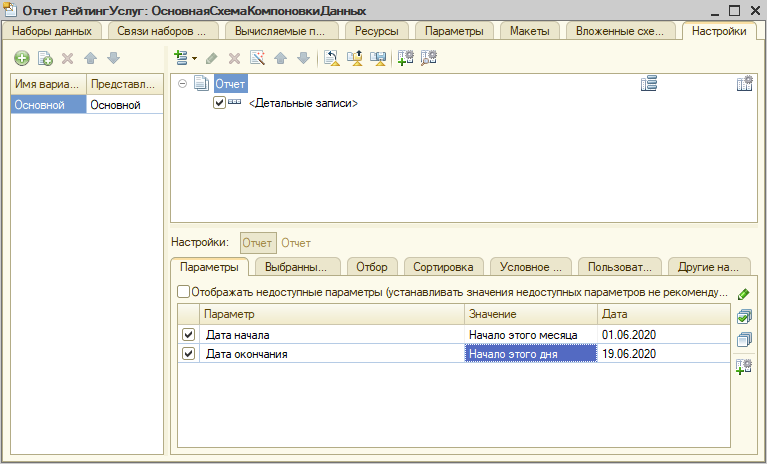 Отчет РейтингУслуг: ОсновнаяСхемаКомпоновкиДанных
Наборы данных Связи наборов ... Вычисляемые п... Ресурсы Параметры Макеты Вложенные схе... Настройки
Имя вариа... Представл...
Основной Основной
Отчет
<Детальные записи>
Настройки: Отчет Отчет
Параметры Выбранны... Отбор Сортировка Условное ... Пользоват... Другие на...
Отображать недоступные параметры (устанавливать значения недоступных параметров не рекоменду...
Параметр Значение Дата
Дата начала Начало этого месяца 01.06.2020
Дата окончания Начало этого дня 19.06.2020